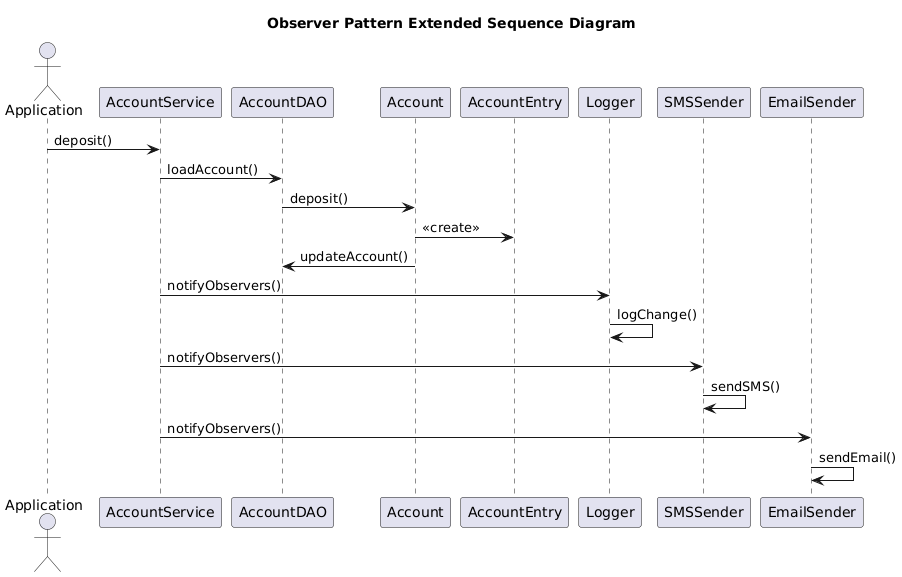 Observer Pattern Extended Sequence Diagram
Application
AccountService
AccountDAO
Account
AccountEntry
Logger
SMSSender
EmailSender
deposit()
loadAccount()
deposit()
«create»
updateAccount()
notifyObservers()
logChange()
notifyObservers()
sendSMS()
notifyObservers()
sendEmail()
Application
AccountService
AccountDAO
Account
AccountEntry
Logger
SMSSender
EmailSender